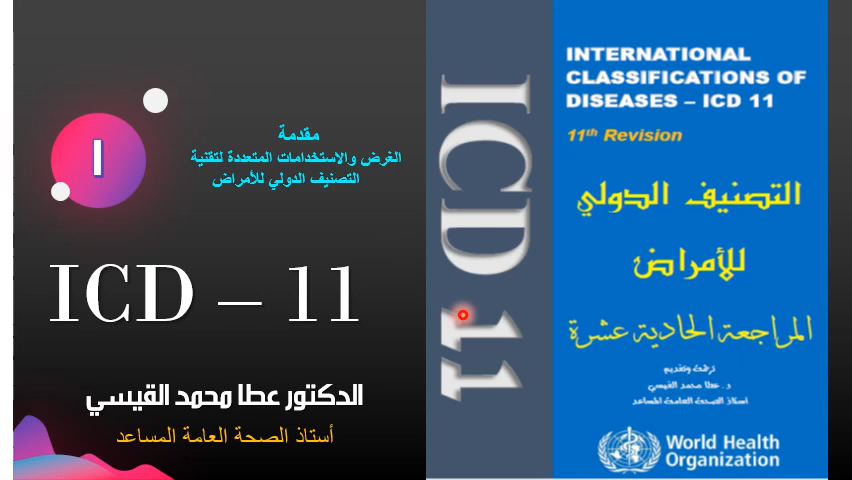 I
مقدمة
الغرض والاستخدامات المتعددة لتقنية
التصنيف الدولي للأمراض
ICD – 11
الدكتور عطا محمد القيسي
أستاذ الصحة العامة المساعد
ICD 11
INTERNATIONAL
CLASSIFICATIONS OF
DISEASES – ICD 11
11th Revision
التصنيف الدولي
للأمراض
المراجعة الحادية عشرة
ترجمة وتقديم
د. عطا محمد القيسي
استاذ الصحة العامة المساعد
World Health
Organization